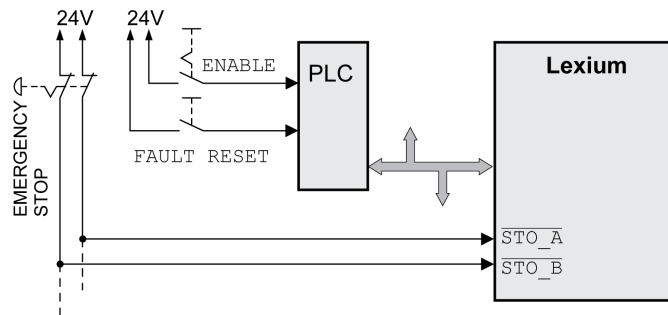 24V
24V
ENABLE
PLC
Lexium
FAULT RESET
EMERGENCY
STOP
STO_A
STO_B